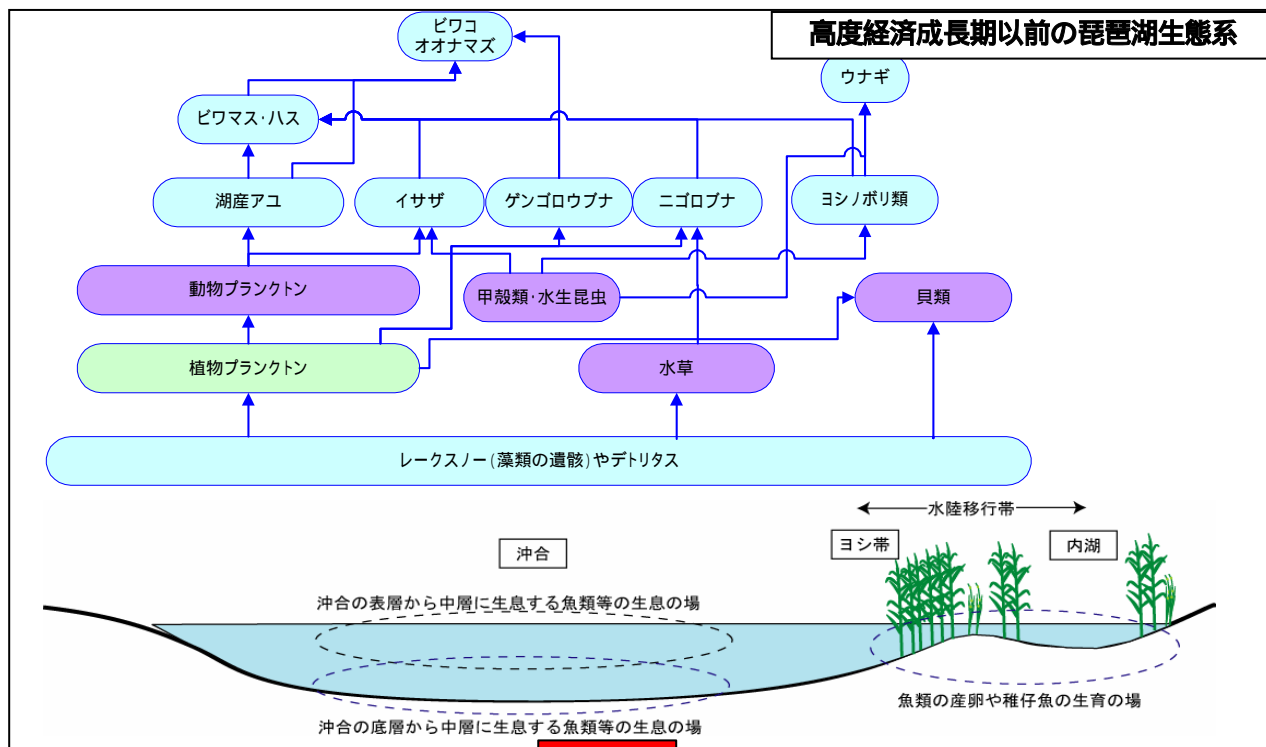 高度経済成長期以前の琵琶湖生態系
ビワコ
オオナマズ
ウナギ
ビワマス・ハス
湖産アユ
イサザ
ゲンゴロウブナ
ニゴロブナ
ヨシノボリ類
動物プランクトン
甲殻類・水生昆虫
貝類
植物プランクトン
水草
レークスノー(藻類の遺骸)やデトリタス
水陸移行帯
沖合
ヨシ帯
内湖
沖合の表層から中層に生息する魚類等の生息の場
魚類の産卵や稚仔魚の生育の場
沖合の底層から中層に生息する魚類等の生息の場